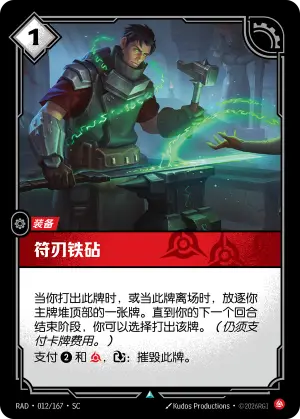 1
装备
符刃铁砧
当你打出此牌时，或当此牌离场时，放逐你
主牌堆顶部的一张牌。直到你的下一个回合
结束阶段，你可以选择打出该牌。（仍须支
付卡牌费用。）
支付 2 和 ，：摧毁此牌。
RAD • 012/167 • SC
Kudos Productions • ©2026RGI